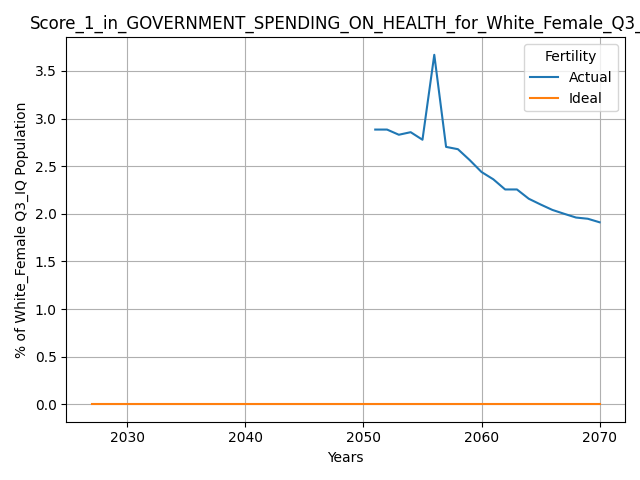 Score_1_in_GOVERNMENT_SPENDING_ON_HEALTH_for_White_Female_Q3_
Fertility
Actual
Ideal
% of White_Female Q3_IQ Population
3.5
3.0
2.5
2.0
1.5
1.0
0.5
0.0
2030 2040 2050 2060 2070
Years